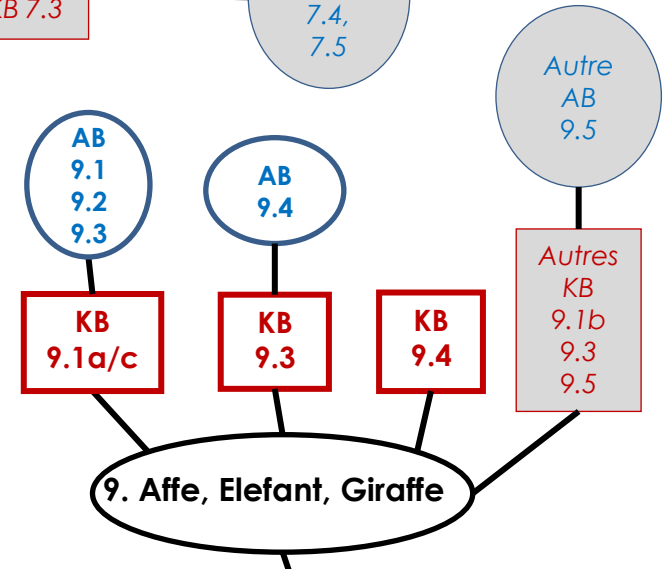 KB 7.3
7.4,
7.5
Autre
AB
9.5
AB
9.1
9.2
9.3
AB
9.4
KB
9.1a/c
KB
9.3
KB
9.4
Autres
KB
9.1b
9.3
9.5
9. Affe, Elefant, Giraffe